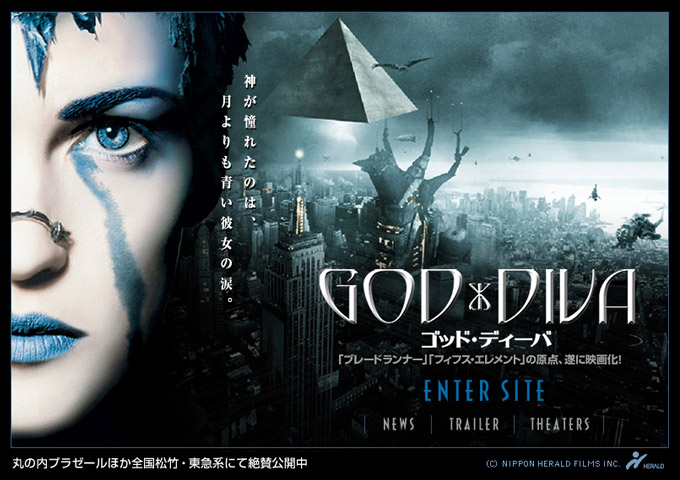 神が憧れたのは、
月よりも青い彼女の涙。
GOD DIVA
ゴッド・ディーバ
「ブレードランナー」「フィフス・エレメント」の原点、遂に映画化!
ENTER SITE
NEWS | TRAILER | THEATERS
丸の内プラゼールほか全国松竹・東急系にて絶賛公開中
(C) NIPPON HERALD FILMS INC. HERALD